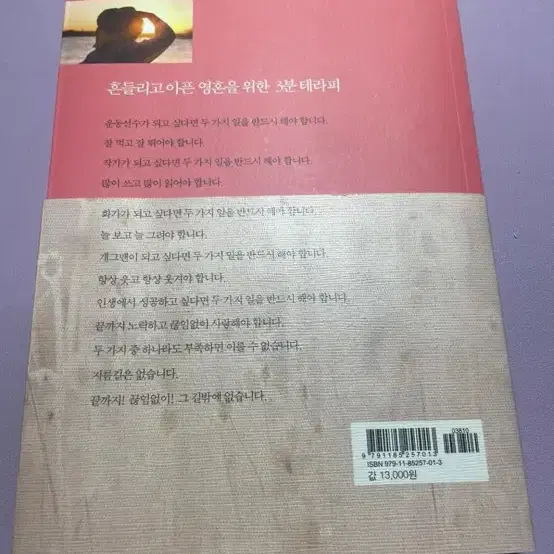 흔들리고 아픈 영혼을 위한 3분 테라피
운동선수가 되고 싶다면 두 가지 일을 반드시 해야 합니다.
잘 먹고 잘 뛰어야 합니다.
작가가 되고 싶다면 두 가지 일을 반드시 해야 합니다.
많이 쓰고 많이 읽어야 합니다.
화가가 되고 싶다면 두 가지 일을 반드시 해야 합니다.
늘 보고 늘 그려야 합니다.
개그맨이 되고 싶다면 두 가지 일을 반드시 해야 합니다.
항상 웃고 항상 웃겨야 합니다.
인생에서 성공하고 싶다면 두 가지 일을 반드시 해야 합니다.
끝까지 노력하고 끊임없이 사랑해야 합니다.
두 가지 중 하나라도 부족하면 이룰 수 없습니다.
지름길은 없습니다.
끝까지! 끊임없이! 그 길밖에 없습니다.
03810
9 791185 257013
ISBN 979-11-85257-01-3
값 13,000원